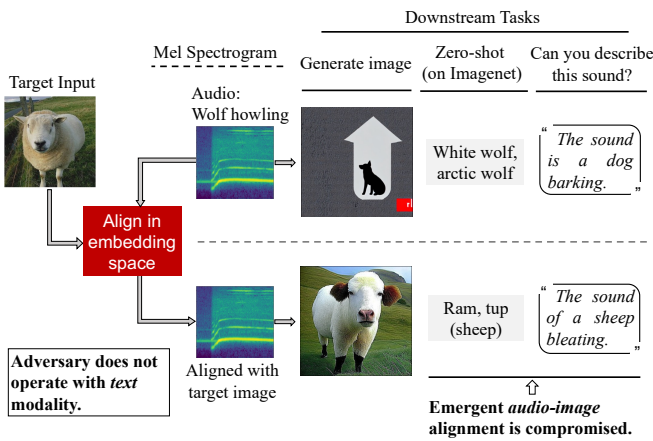 Downstream Tasks
Mel Spectrogram
Generate image
Zero-shot
(on Imagenet)
Can you describe
this sound?
Target Input
Audio:
Wolf howling
White wolf,
arctic wolf
“ The sound
is a dog
barking. ”
Align in
embedding
space
Ram, tup
(sheep)
“ The sound
of a sheep
bleating. ”
Aligned with
target image
Adversary does not
operate with text
modality.
Emergent audio-image
alignment is compromised.